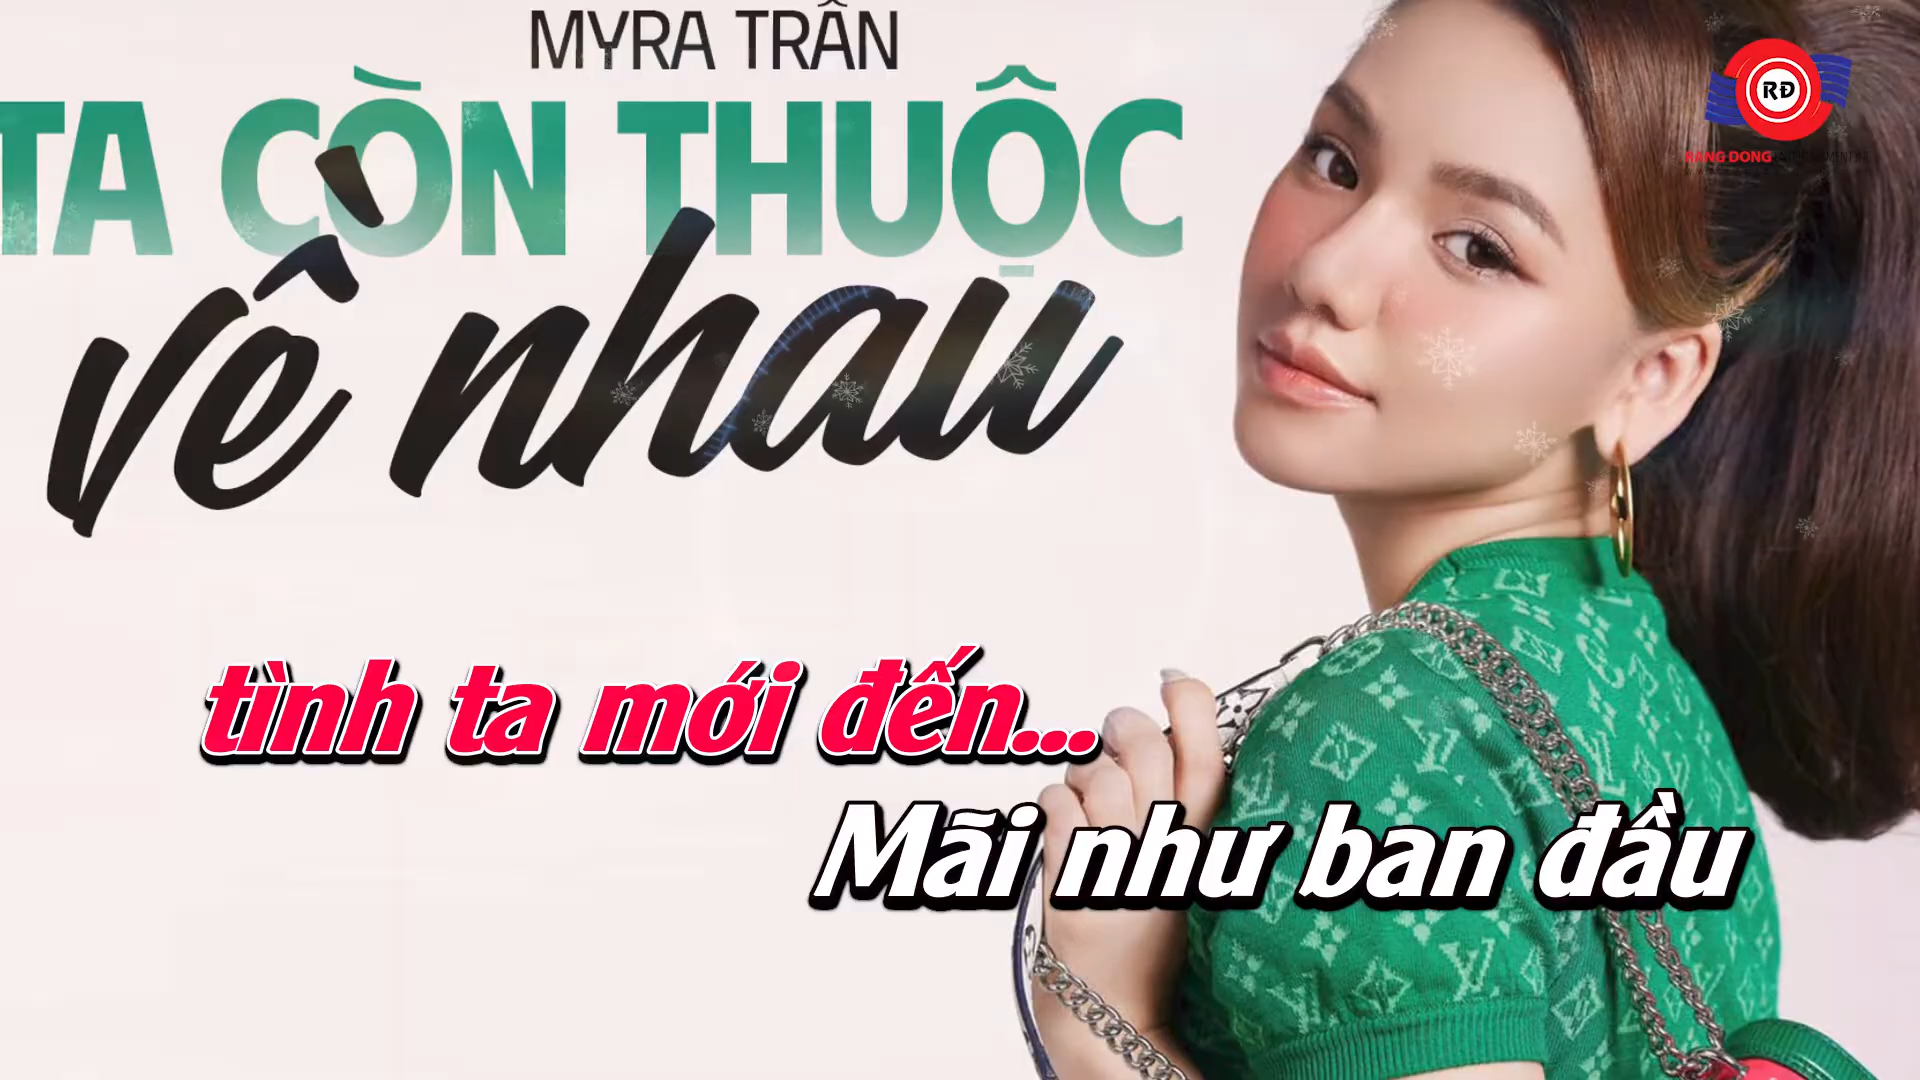 MYRA TRẦN
TA CÒN THUỘC
về nhau
RĐ
RANG DONG
tình ta mới đến...
Mãi như ban đầu